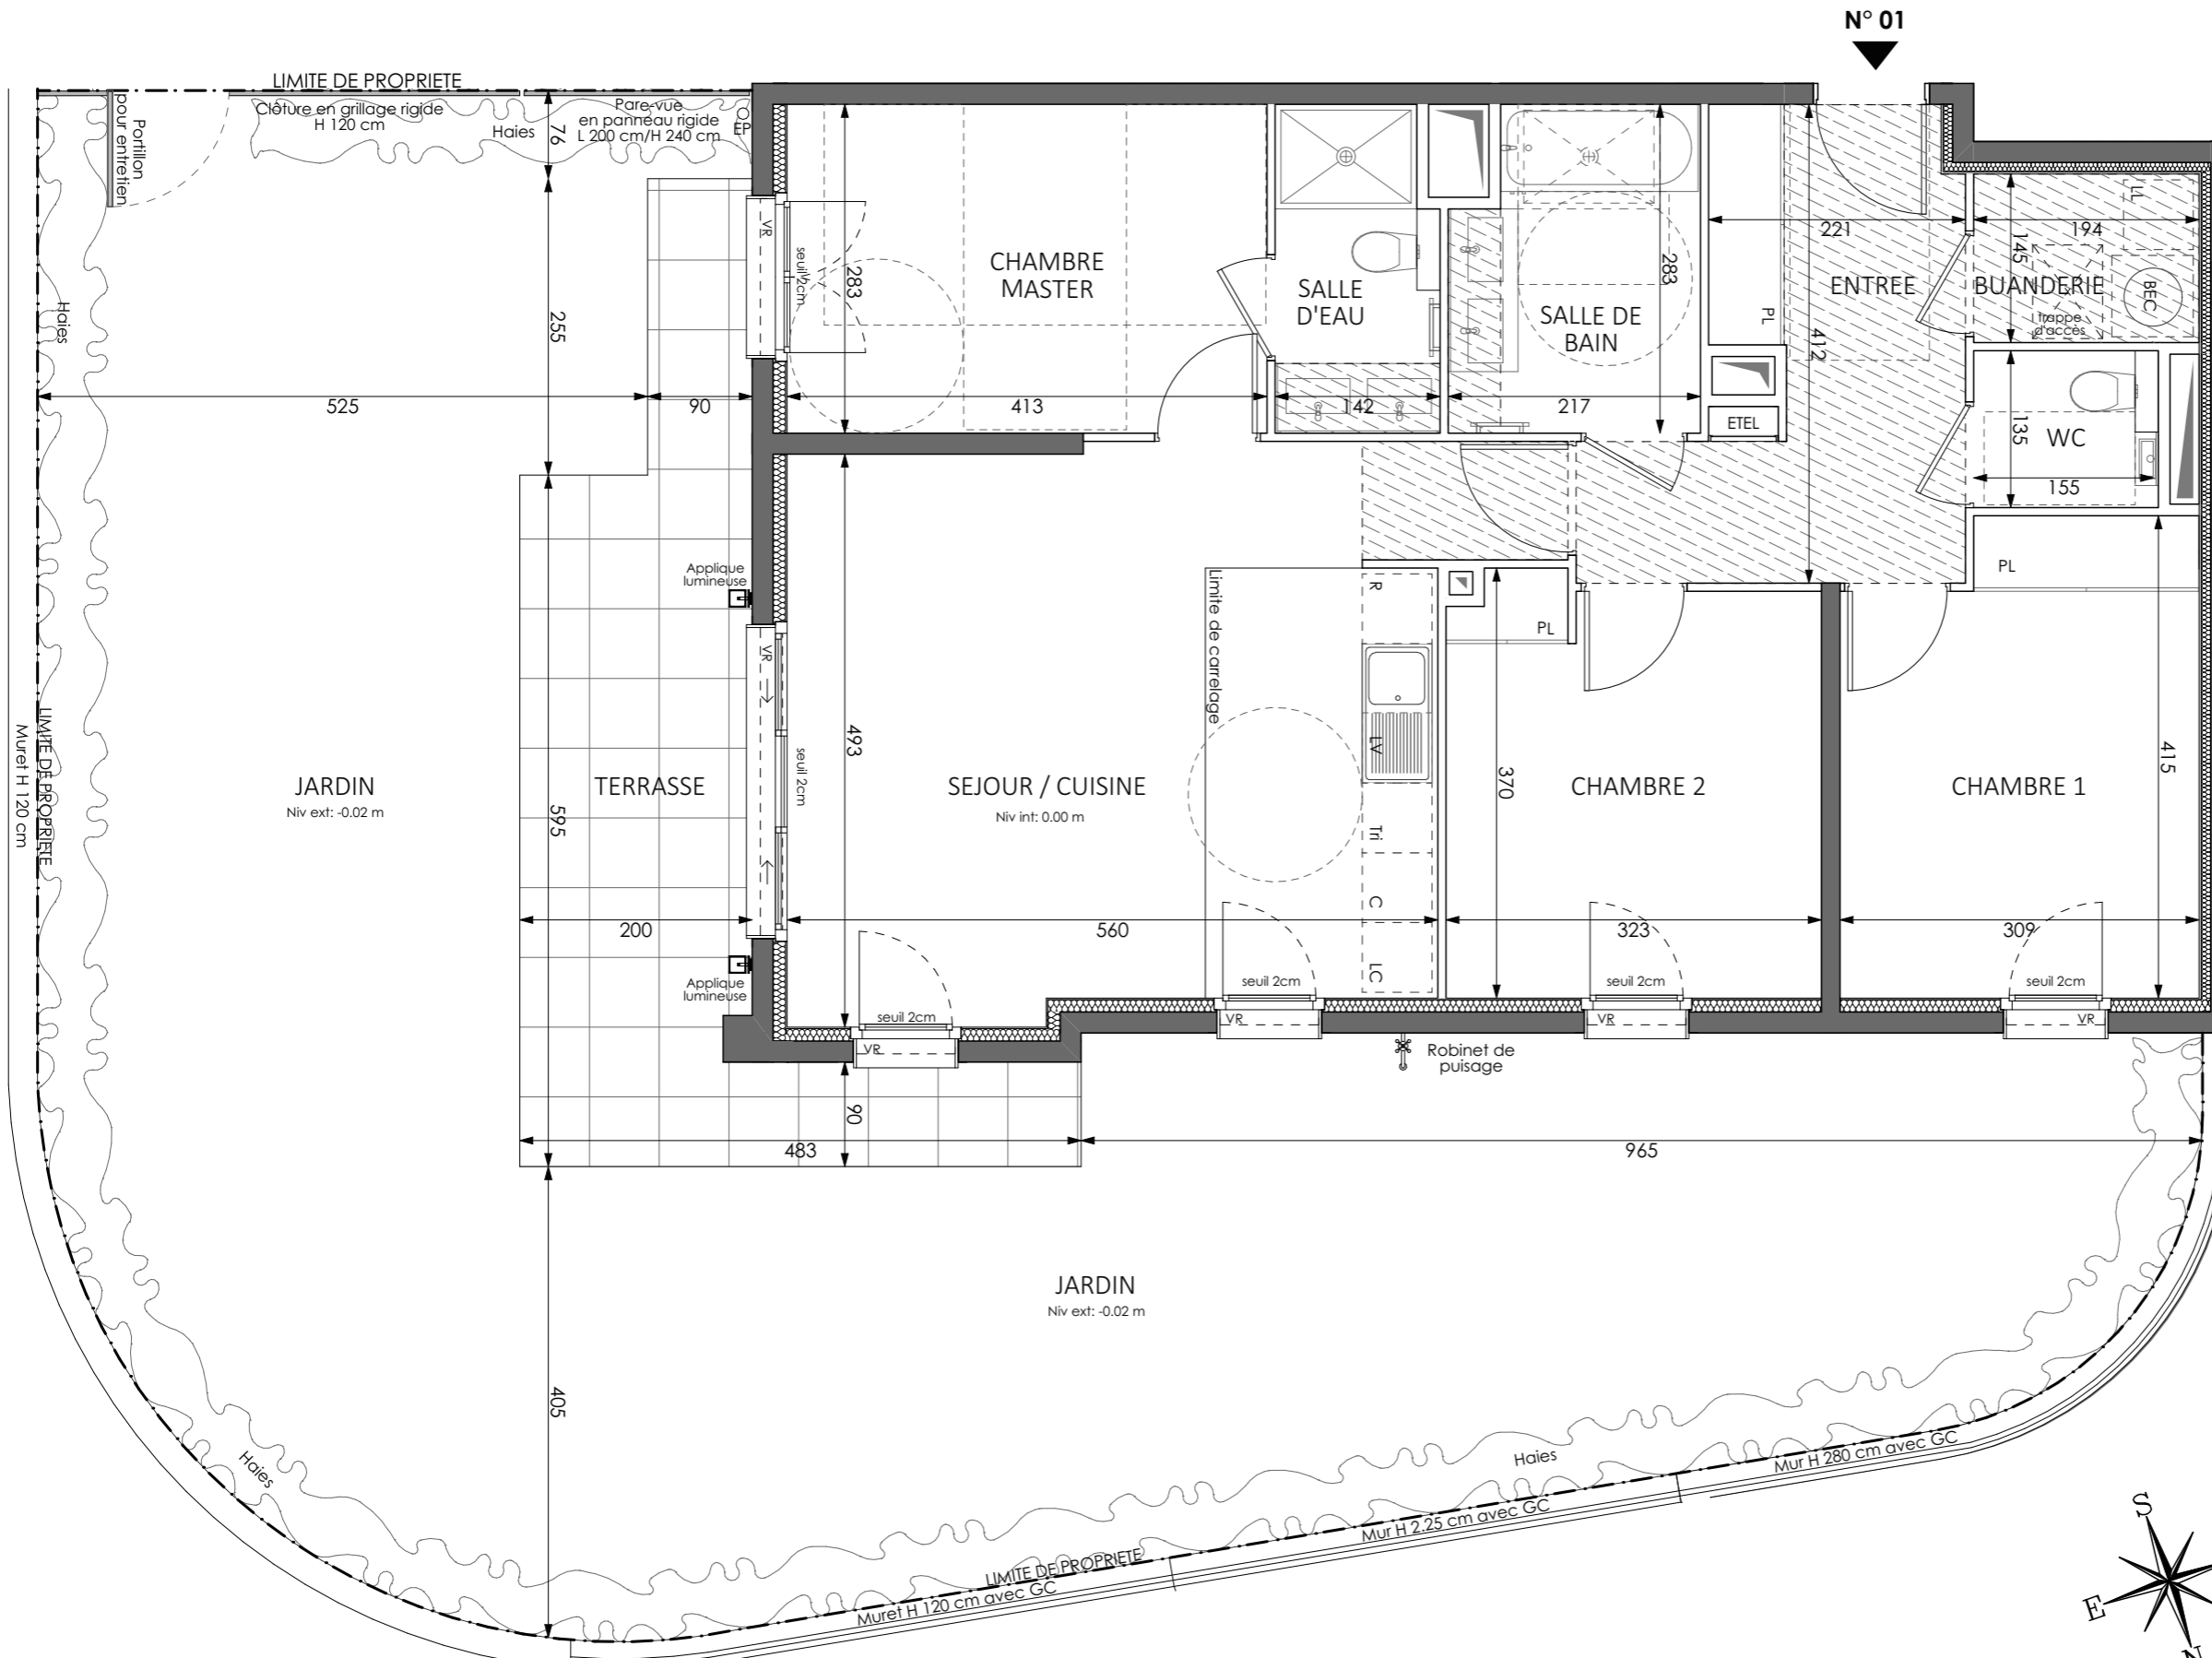 N° 01
LIMITE DE PROPRIETE
Clôture en grillage rigide
H 120 cm
Portillon
pour entretien
Haies
76
Pare-vue
en panneau rigide
L 200 cm/H 240 cm
EP
Haies
255
525
90
VR
seuil 2cm
283
CHAMBRE
MASTER
413
SALLE
D'EAU
142
SALLE DE
BAIN
283
217
PL
ETEL
221
412
ENTREE
BUANDERIE
194
145
LL
BEC
trappe
d'accès
WC
135
155
PL
Applique
lumineuse
VR
seuil 2cm
493
Limite de carrelage
R
LV
Tri
C
LC
PL
370
415
LIMITE DE PROPRIETE
Muret H 120 cm
JARDIN
Niv ext: -0.02 m
TERRASSE
595
SEJOUR / CUISINE
Niv int: 0.00 m
CHAMBRE 2
CHAMBRE 1
200
560
323
309
Applique
lumineuse
seuil 2cm
VR
seuil 2cm
VR
seuil 2cm
VR
seuil 2cm
VR
Robinet de
puisage
90
483
965
JARDIN
Niv ext: -0.02 m
405
Haies
Haies
Mur H 280 cm avec GC
Mur H 2.25 cm avec GC
LIMITE DE PROPRIETE
Muret H 120 cm avec GC
S
E
N